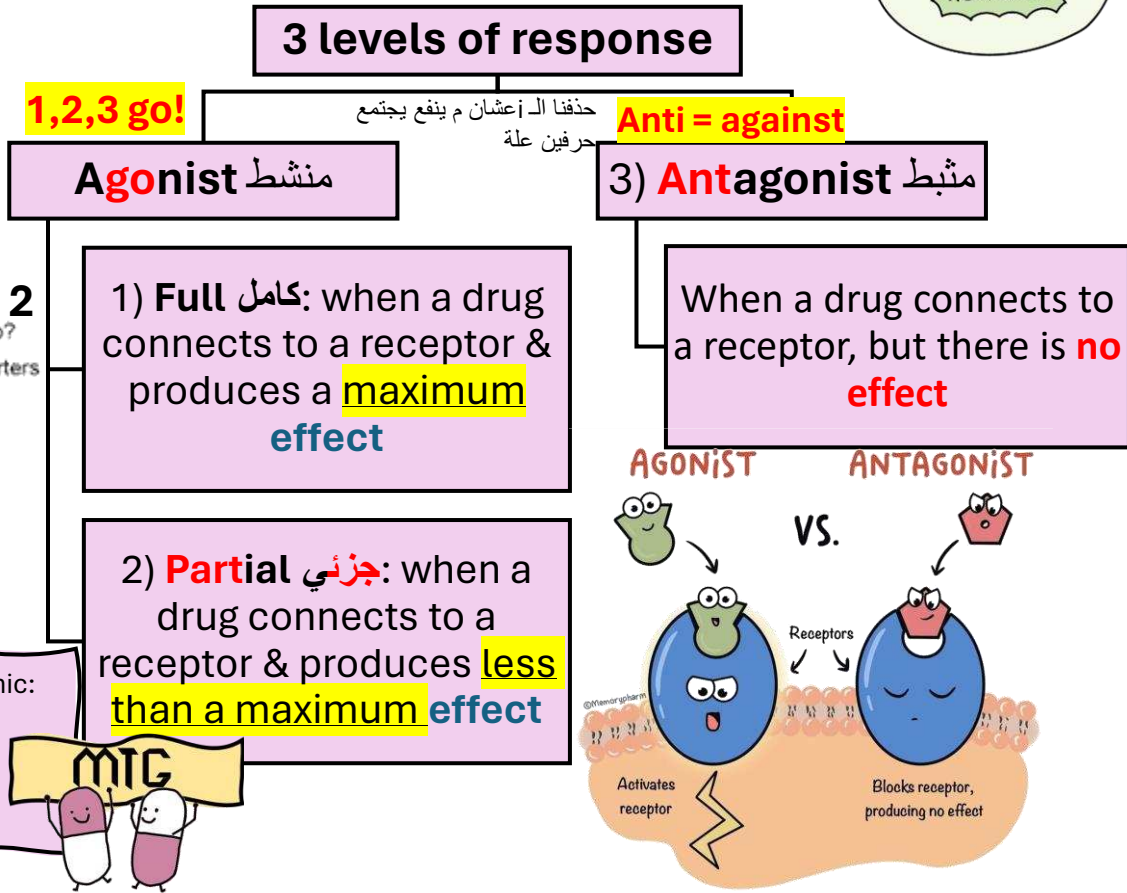 3 levels of response
1,2,3 go!
حذفنا الـ i عشان م ينفع يجتمع
حرفين علة
Anti = against
Agonist منشط
3) Antagonist مثبط
2
1) Full كامل: when a drug
connects to a receptor &
produces a maximum
effect
When a drug connects to
a receptor, but there is no
effect
2) Partial جزئي: when a
drug connects to a
receptor & produces less
than a maximum effect
AGONiST
ANTAGONiST
VS.
Receptors
©Memorypharm
Activates
receptor
Blocks receptor,
producing no effect
MTG